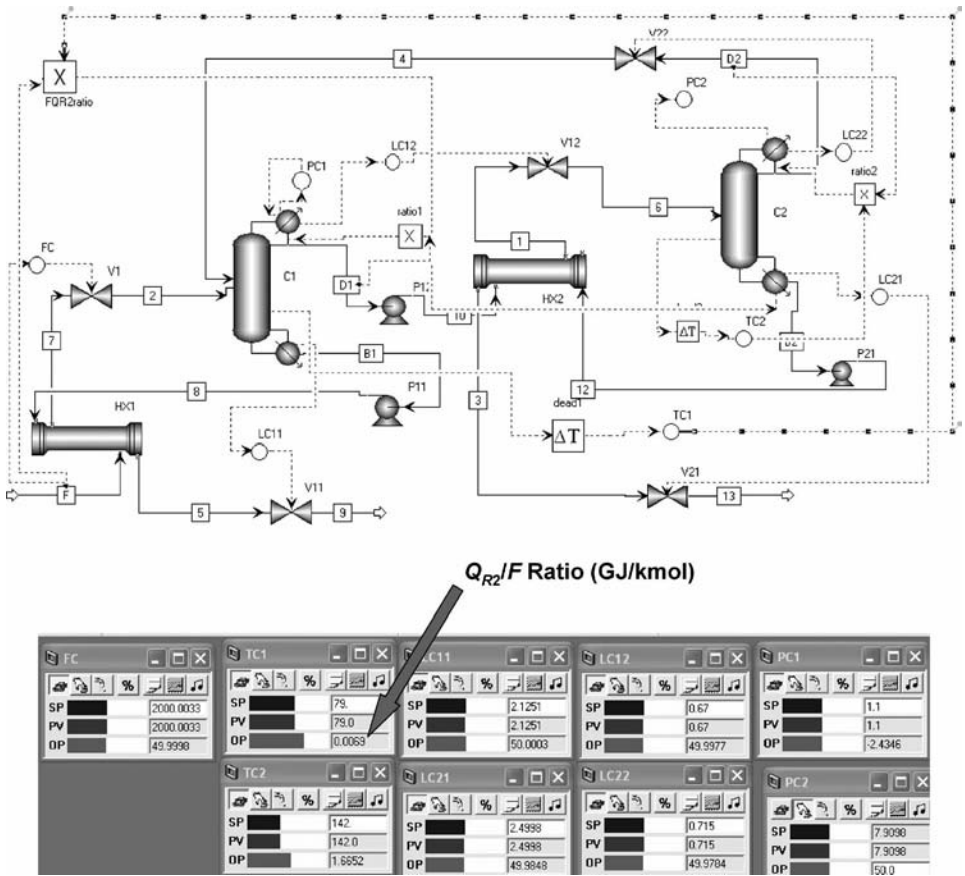 V22
4
D2
X
FQR2ratio
PC2
LC12
V12
LC22
PC1
ratio2
X
ratio1
X
6
C2
FC
V1
C1
1
2
D1
P1
HX2
LC21
7
10
ΔT
TC2
B1
P21
8
P11
3
12
HX1
dead1
LC11
ΔT
TC1
V21
F
V11
5
9
13
Q_R2/F Ratio (GJ/kmol)
FC
TC1
LC11
LC12
PC1
%
%
%
%
%
SP 2000.0033
PV 2000.0033
OP 49.9998
SP 79.
PV 79.0
OP 0.0069
SP 2.1251
PV 2.1251
OP 50.0003
SP 0.67
PV 0.67
OP 49.9977
SP 1.1
PV 1.1
OP -2.4346
TC2
LC21
LC22
PC2
%
%
%
%
SP 142.
PV 142.0
OP 1.6652
SP 2.4998
PV 2.4998
OP 49.9848
SP 0.715
PV 0.715
OP 49.9784
SP 7.9098
PV 7.9098
OP 50.0